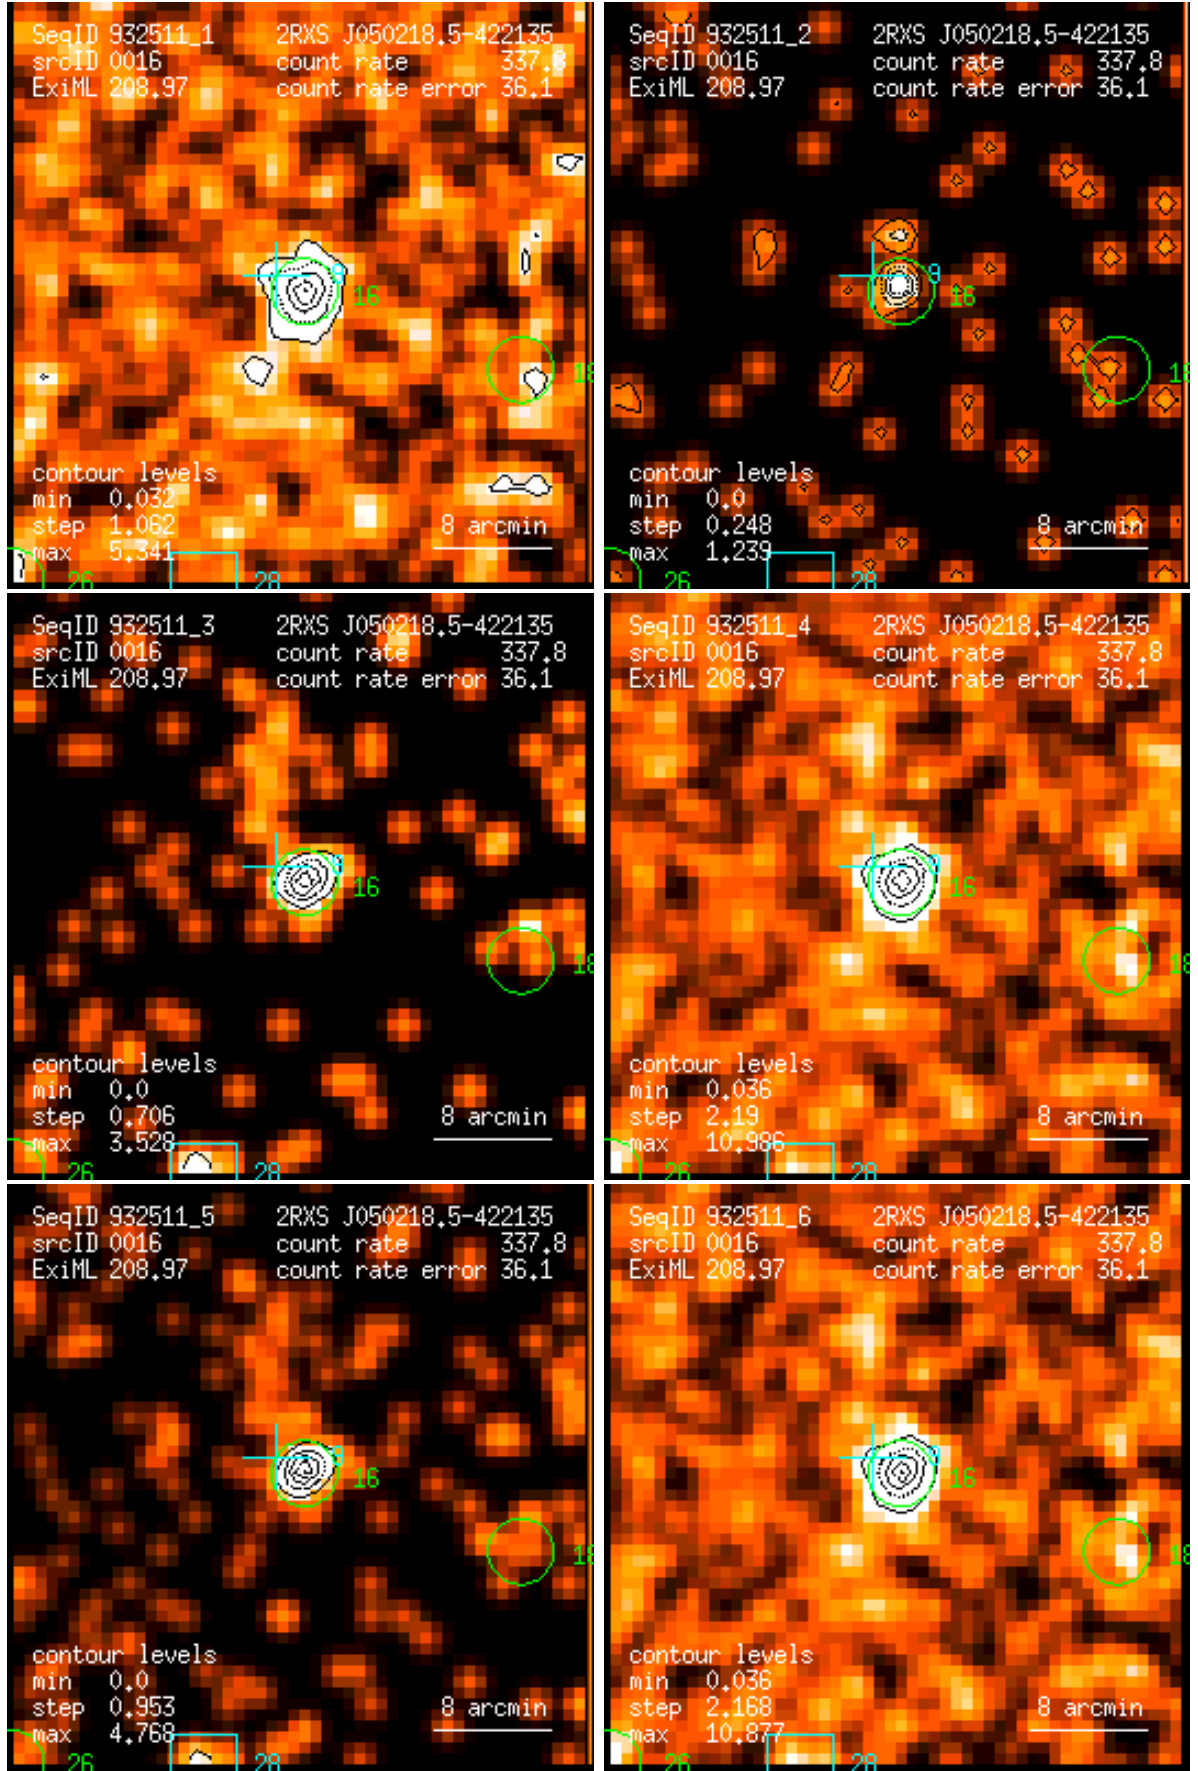 SeqID 932511_1 2RXS J050218.5-422135
srcID 0016 count rate 337.8
ExiML 208.97 count rate error 36.1
9
16
18
contour levels
min 0.032
step 1.062 8 arcmin
max 5.341
26 28
SeqID 932511_2 2RXS J050218.5-422135
srcID 0016 count rate 337.8
ExiML 208.97 count rate error 36.1
9
16
18
contour levels
min 0.0
step 0.248 8 arcmin
max 1.239
26 28
SeqID 932511_3 2RXS J050218.5-422135
srcID 0016 count rate 337.8
ExiML 208.97 count rate error 36.1
9
16
18
contour levels
min 0.0
step 0.706 8 arcmin
max 3.528
26 28
SeqID 932511_4 2RXS J050218.5-422135
srcID 0016 count rate 337.8
ExiML 208.97 count rate error 36.1
9
16
18
contour levels
min 0.036
step 2.19 8 arcmin
max 10.986
26 28
SeqID 932511_5 2RXS J050218.5-422135
srcID 0016 count rate 337.8
ExiML 208.97 count rate error 36.1
9
16
18
contour levels
min 0.0
step 0.953 8 arcmin
max 4.768
26 28
SeqID 932511_6 2RXS J050218.5-422135
srcID 0016 count rate 337.8
ExiML 208.97 count rate error 36.1
9
16
18
contour levels
min 0.036
step 2.168 8 arcmin
max 10.877
26 28